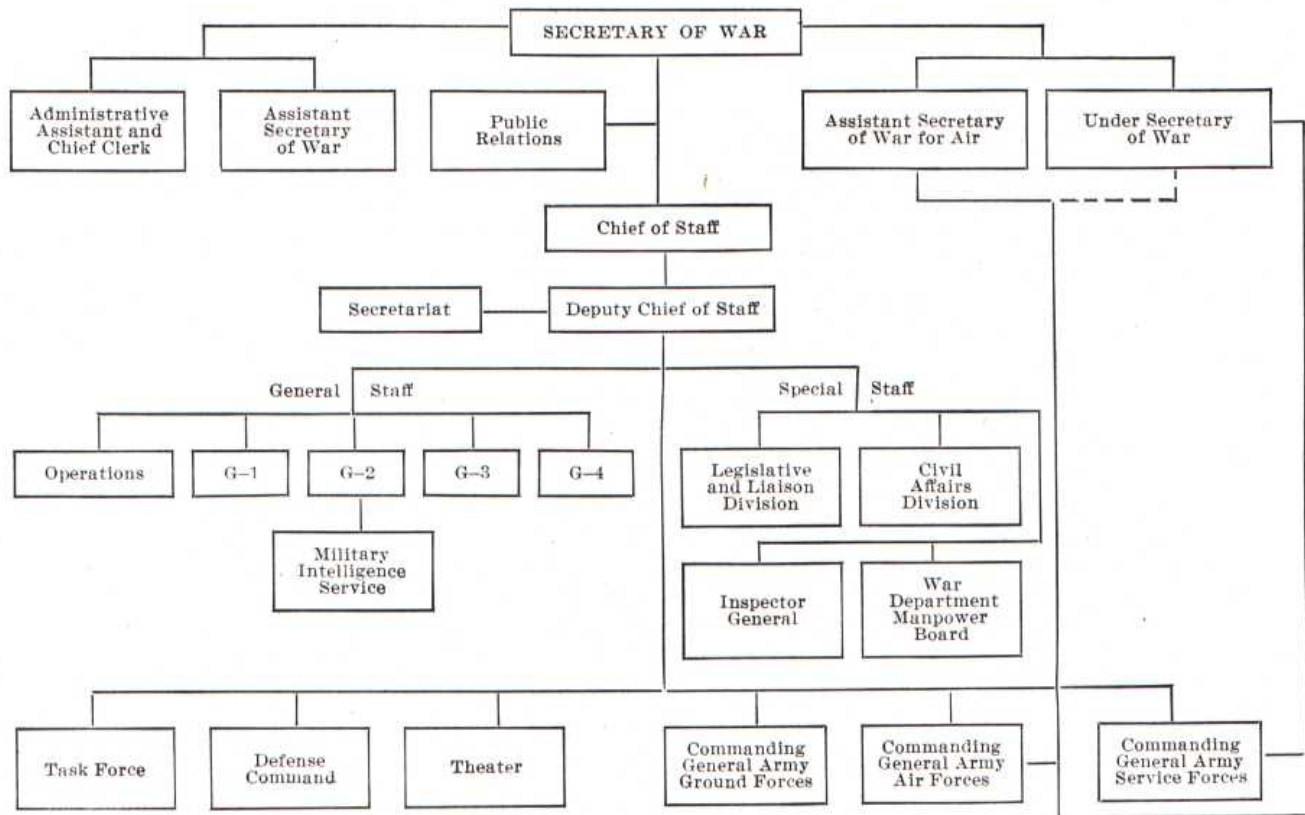 SECRETARY OF WAR
Administrative
Assistant and
Chief Clerk
Assistant
Secretary
of War
Public
Relations
Assistant Secretary
of War for Air
Under Secretary
of War
Chief of Staff
Secretariat
Deputy Chief of Staff
General Staff
Special Staff
Operations
G–1
G–2
G–3
G–4
Legislative
and Liaison
Division
Civil
Affairs
Division
Military
Intelligence
Service
Inspector
General
War
Department
Manpower
Board
Task Force
Defense
Command
Theater
Commanding
General Army
Ground Forces
Commanding
General Army
Air Forces
Commanding
General Army
Service Forces